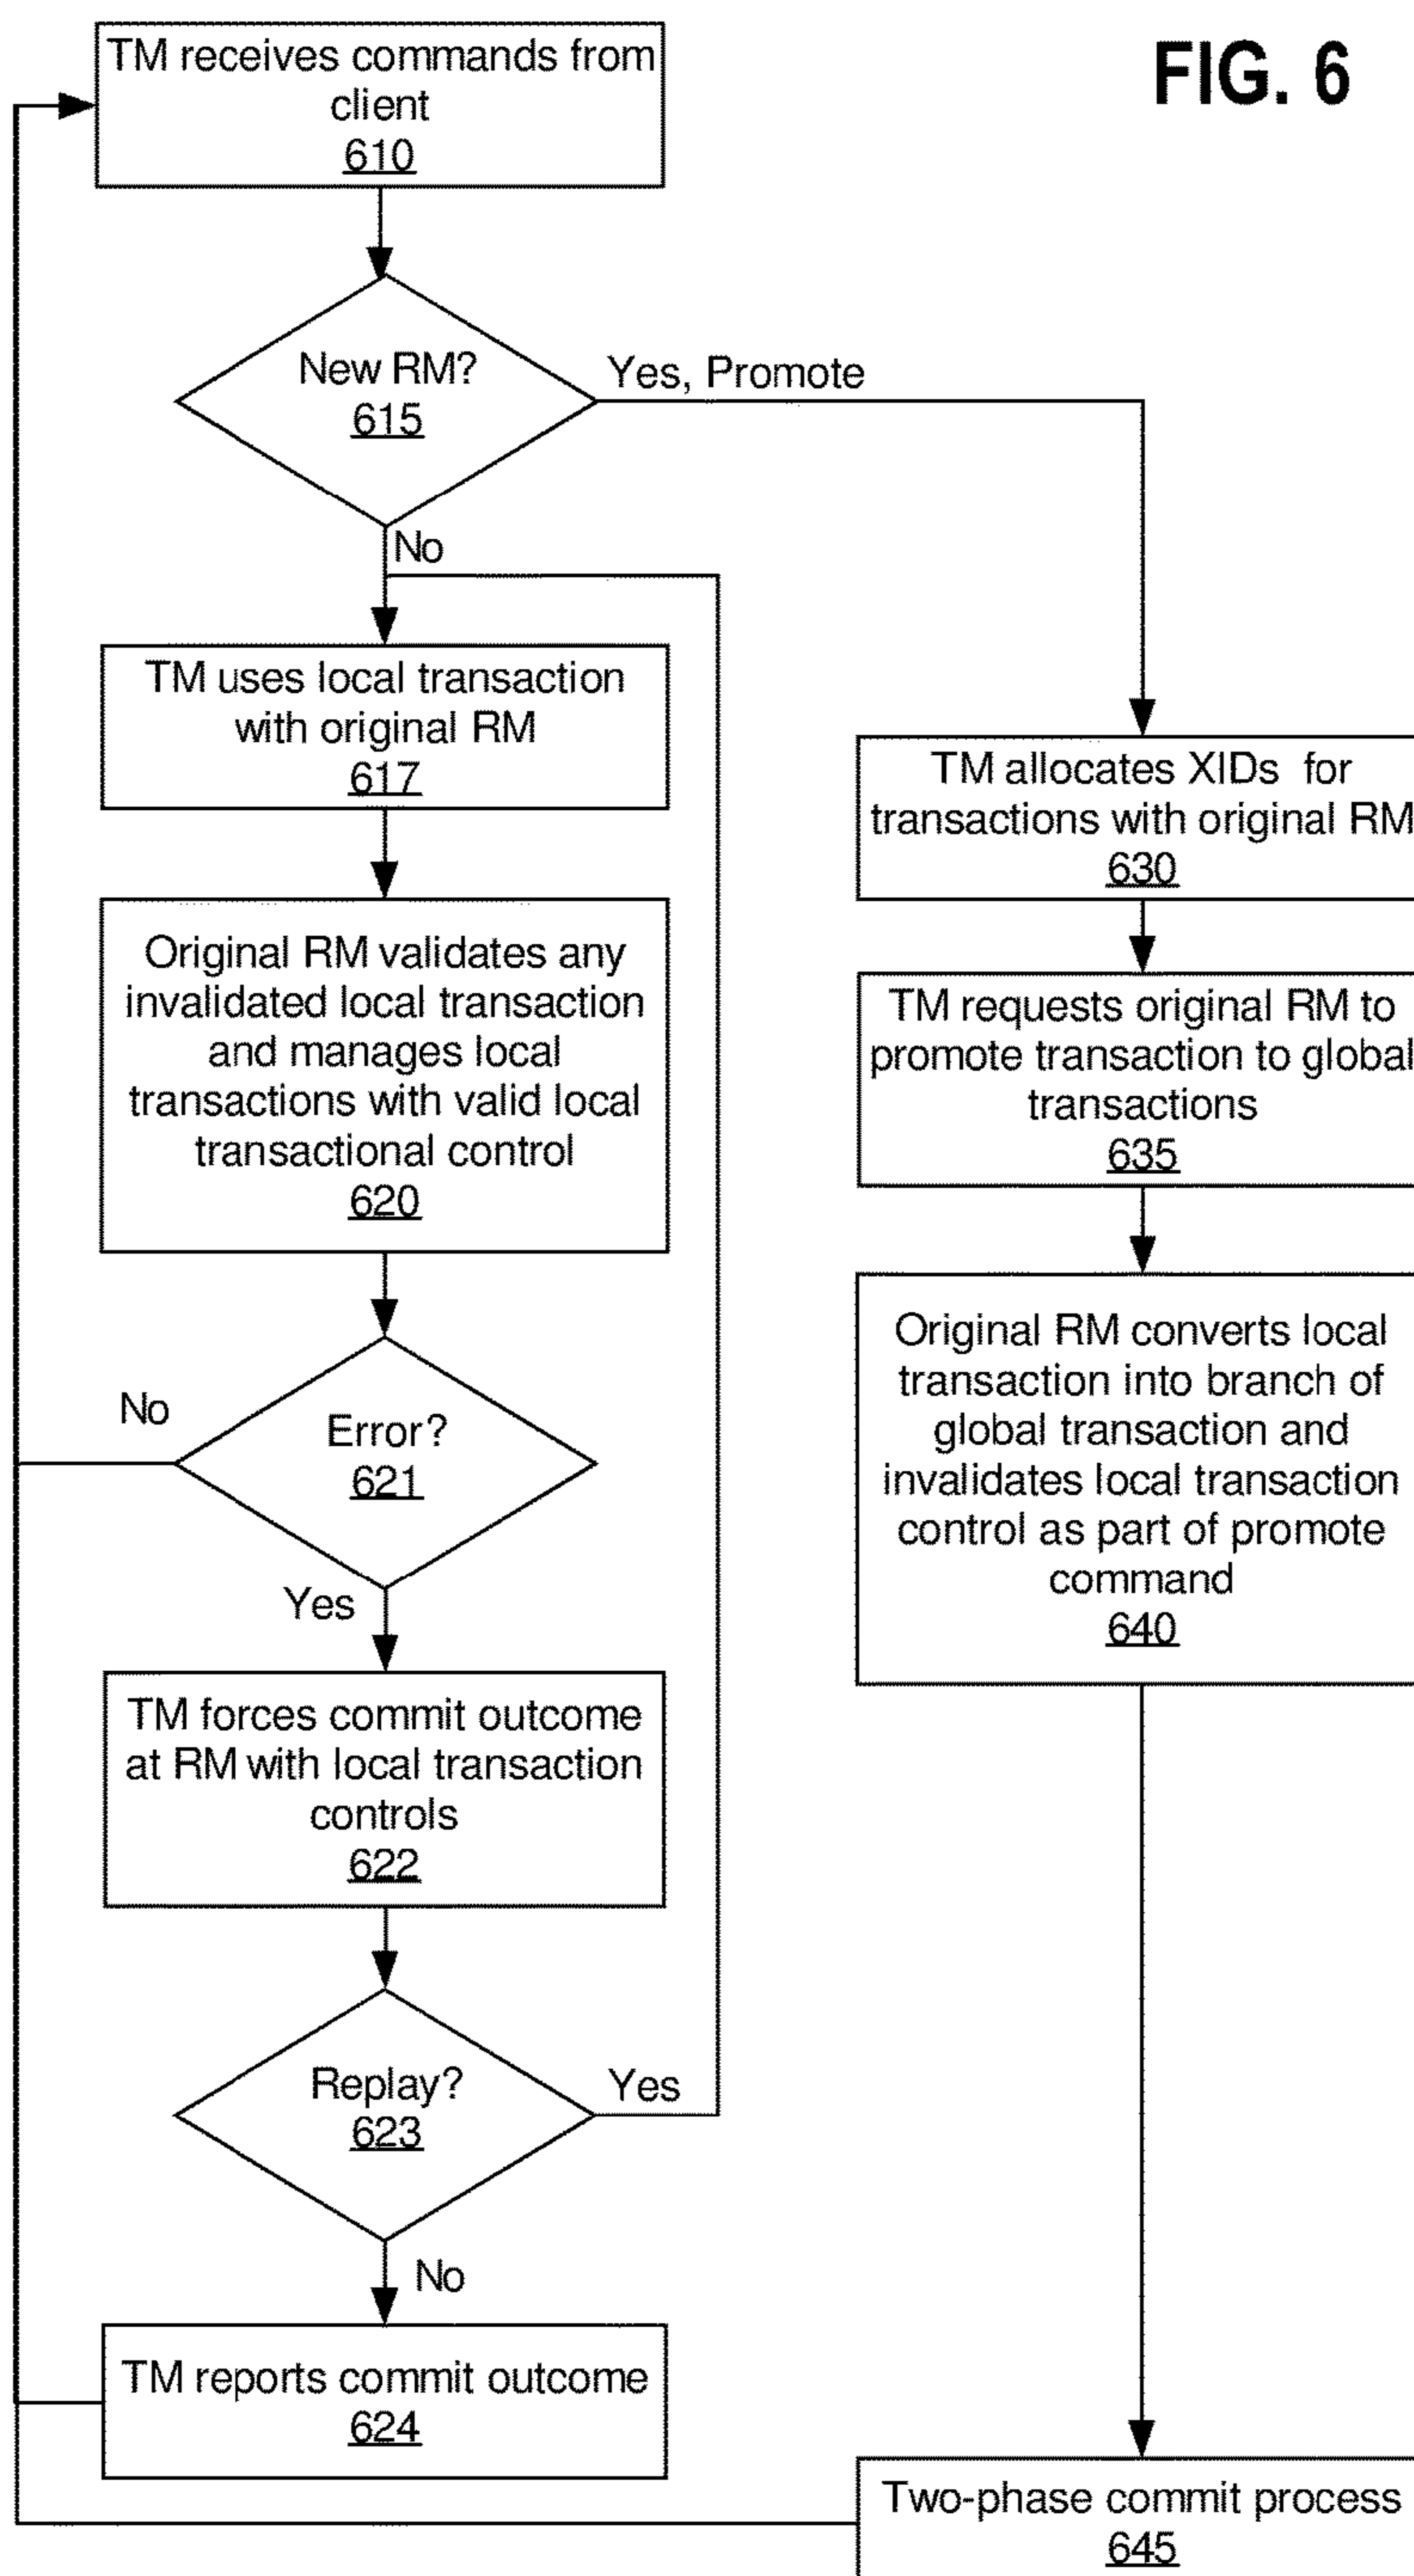 FIG. 6
TM receives commands from
client
610
New RM?
615
Yes, Promote
No
TM uses local transaction
with original RM
617
Original RM validates any
invalidated local transaction
and manages local
transactions with valid local
transactional control
620
Error?
621
No
Yes
TM forces commit outcome
at RM with local transaction
controls
622
Replay?
623
Yes
No
TM reports commit outcome
624
TM allocates XIDs for
transactions with original RM
630
TM requests original RM to
promote transaction to global
transactions
635
Original RM converts local
transaction into branch of
global transaction and
invalidates local transaction
control as part of promote
command
640
Two-phase commit process
645